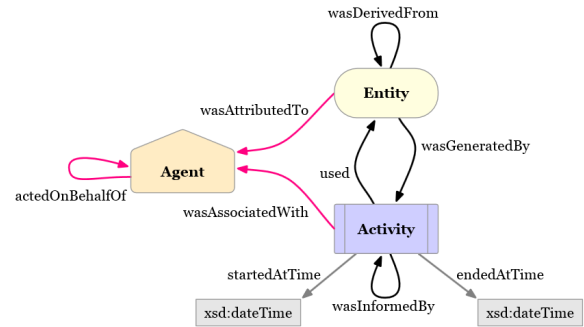 wasDerivedFrom
Entity
wasAttributedTo
wasGeneratedBy
Agent
used
actedOnBehalfOf
wasAssociatedWith
Activity
startedAtTime
endedAtTime
wasInformedBy
xsd:dateTime
xsd:dateTime